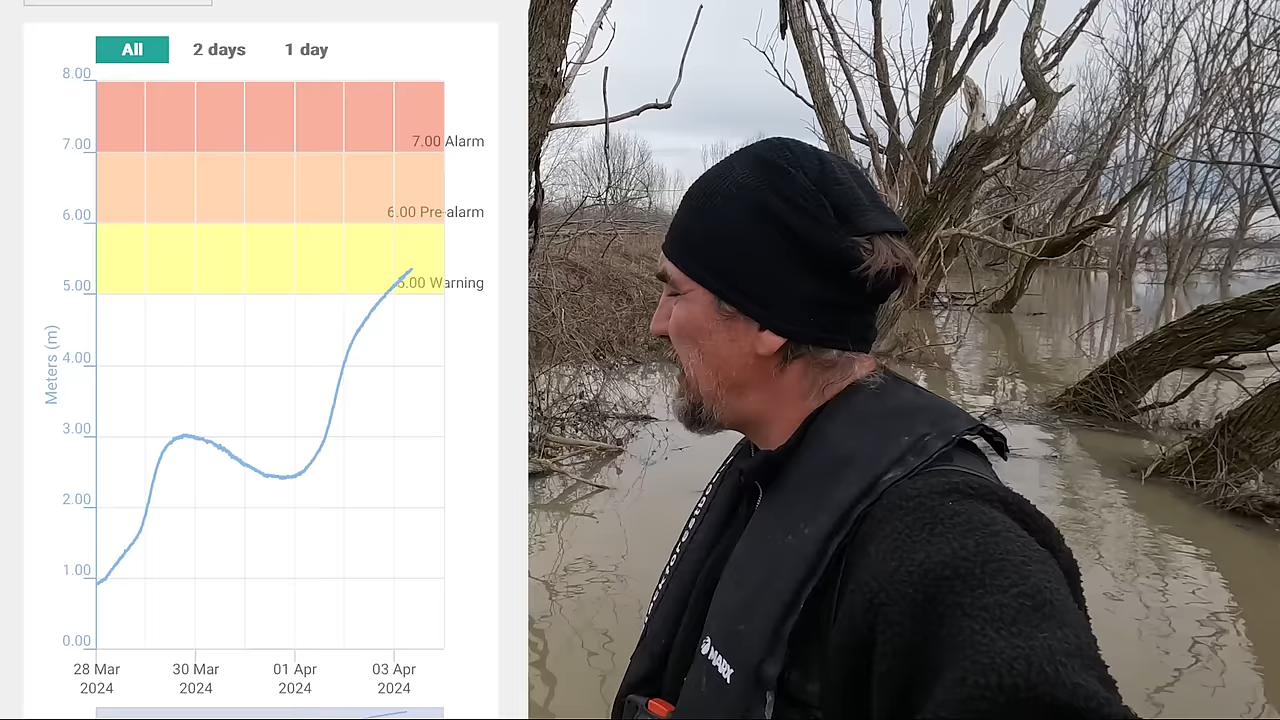 All 2 days 1 day
8.00
7.00 Alarm
7.00
6.00 Pre-alarm
6.00
5.00 Warning
5.00
4.00
Meters (m)
3.00
2.00
1.00
0.00
28 Mar 30 Mar 01 Apr 03 Apr
2024 2024 2024 2024
MARX